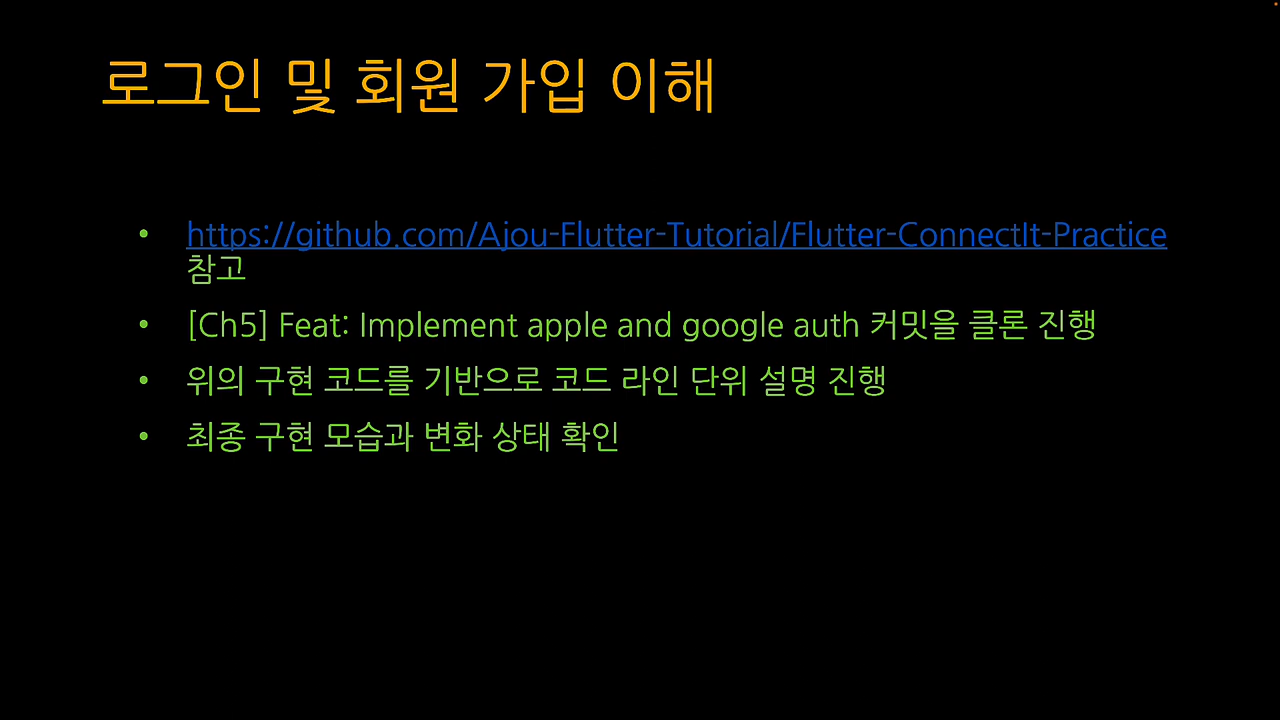 로그인 및 회원 가입 이해
• https://github.com/Ajou-Flutter-Tutorial/Flutter-ConnectIt-Practice
참고
• [Ch5] Feat: Implement apple and google auth 커밋을 클론 진행
• 위의 구현 코드를 기반으로 코드 라인 단위 설명 진행
• 최종 구현 모습과 변화 상태 확인